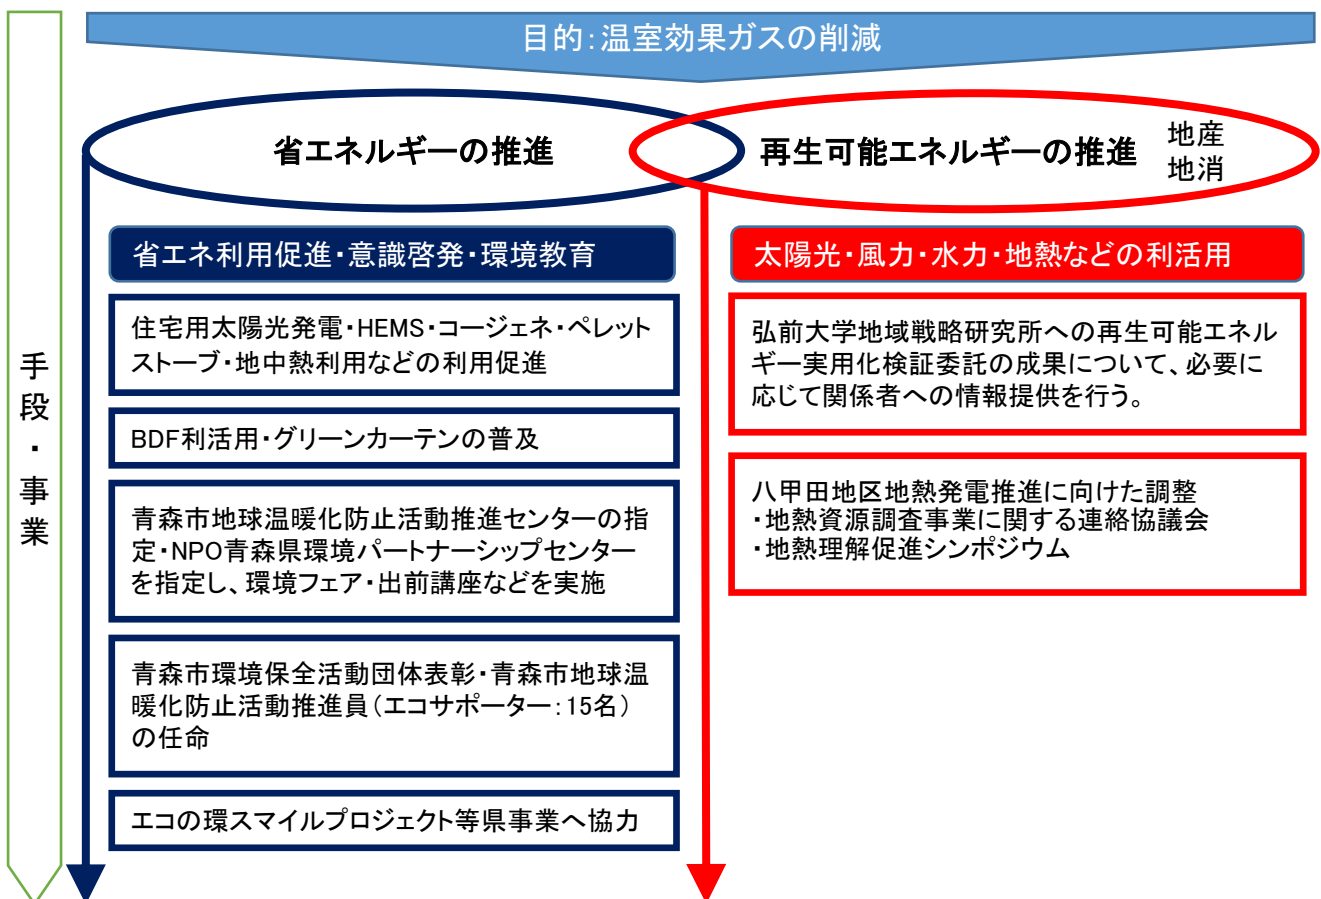 目的:温室効果ガスの削減
省エネルギーの推進
再生可能エネルギーの推進
地産
地消
手段・事業
省エネ利用促進・意識啓発・環境教育
住宅用太陽光発電・HEMS・コージェネ・ペレット
ストーブ・地中熱利用などの利用促進
BDF利活用・グリーンカーテンの普及
青森市地球温暖化防止活動推進センターの指
定・NPO青森県環境パートナーシップセンター
を指定し、環境フェア・出前講座などを実施
青森市環境保全活動団体表彰・青森市地球温
暖化防止活動推進員(エコサポーター:15名)
の任命
エコの環スマイルプロジェクト等県事業へ協力
太陽光・風力・水力・地熱などの利活用
弘前大学地域戦略研究所への再生可能エネル
ギー実用化検証委託の成果について、必要に
応じて関係者への情報提供を行う。
八甲田地区地熱発電推進に向けた調整
・地熱資源調査事業に関する連絡協議会
・地熱理解促進シンポジウム